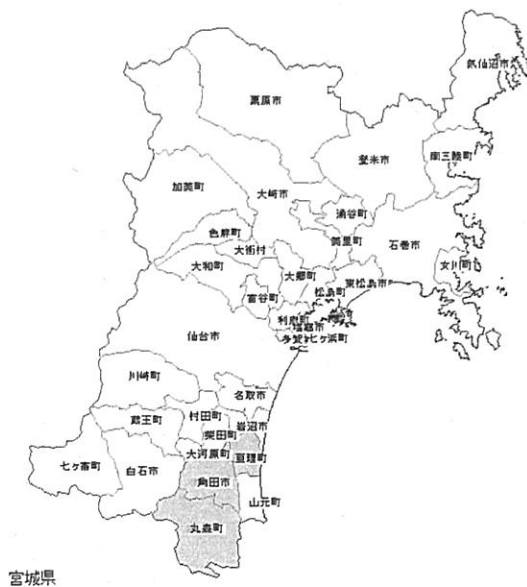 気仙沼市
栗原市
登米市
南三陸町
加美町
大崎市
涌谷町
色麻町
美里町
石巻市
大衡村
女川町
大和町
大郷町
東松島市
富谷町
松島町
利府町
塩竈市
仙台市
七ヶ浜町
川崎町
名取市
蔵王町
村田町
岩沼市
柴田町
大河原町
亘理町
七ヶ宿町
白石市
角田市
山元町
丸森町
宮城県